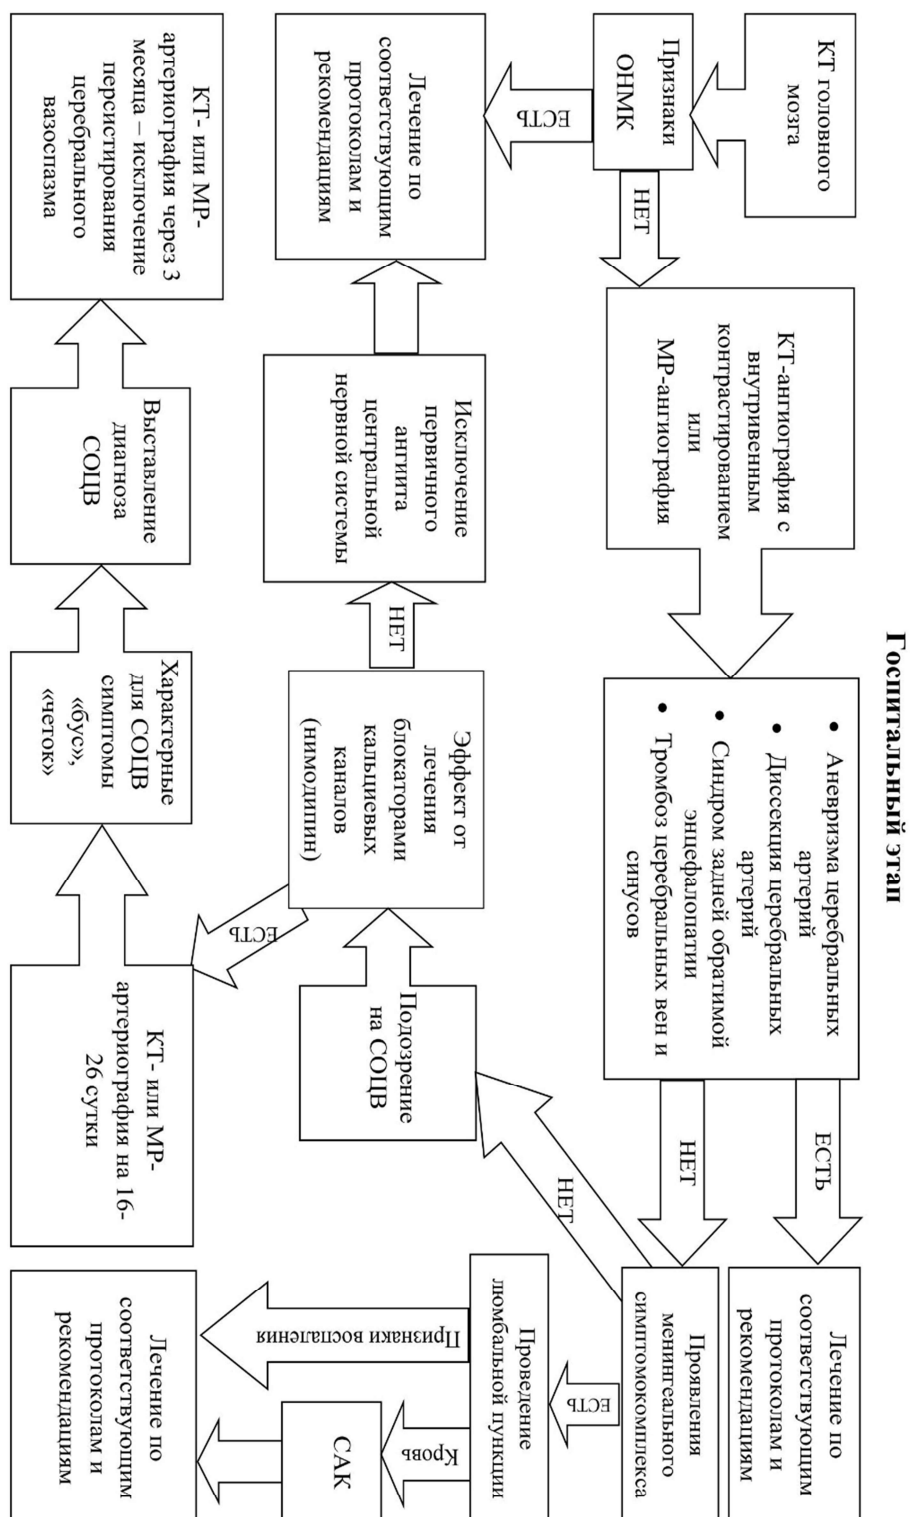 Госпитальный этап
КТ головного
мозга
Признаки
ОНМК
ЕСТЬ
Лечение по
соответствующим
протоколам и
рекомендациям
НЕТ
КТ-ангиография с
внутривенным
контрастированием
или
МР-ангиография
• Аневризма церебральных
артерий
• Диссекция церебральных
артерий
• Синдром задней обратимой
энцефалопатии
• Тромбоз церебральных вен и
синусов
ЕСТЬ
Лечение по
соответствующим
протоколам и
рекомендациям
НЕТ
Проявления
менингеального
симптомокомплекса
ЕСТЬ
Проведение
люмбальной пункции
Признаки воспаления
Кровь
САК
Лечение по
соответствующим
протоколам и
рекомендациям
НЕТ
Подозрение
на СОЦВ
Эффект от
лечения
блокаторами
кальциевых
каналов
(нимодипин)
НЕТ
Исключение
первичного
ангиита
центральной
нервной системы
ЕСТЬ
КТ- или МР-
артериография на 16-
26 сутки
Характерные
для СОЦВ
симптомы
«бус»,
«четок»
Выставление
диагноза
СОЦВ
КТ- или МР-
артериография через 3
месяца – исключение
персистирования
церебрального
вазоспазма